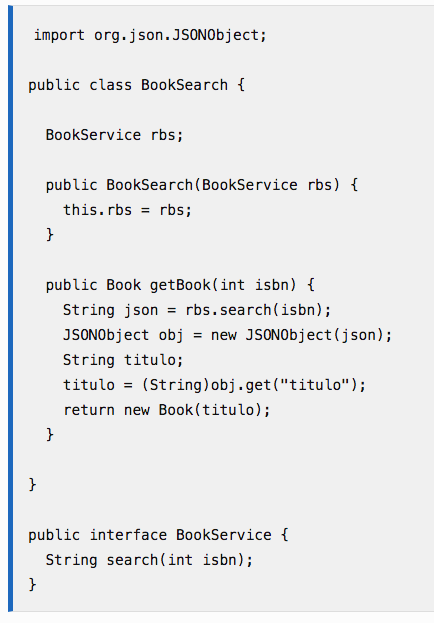 import org.json.JSONObject;
public class BookSearch {
BookService rbs;
public BookSearch(BookService rbs) {
this.rbs = rbs;
}
public Book getBook(int isbn) {
String json = rbs.search(isbn);
JSONObject obj = new JSONObject(json);
String titulo;
titulo = (String)obj.get("titulo");
return new Book(titulo);
}
}
public interface BookService {
String search(int isbn);
}